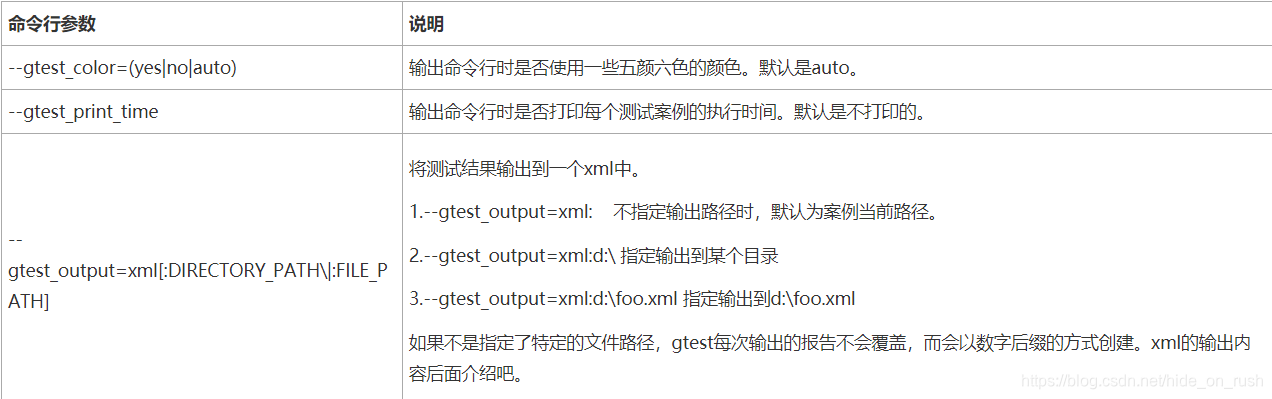 命令行参数
说明
--gtest_color=(yes|no|auto)
输出命令行时是否使用一些五颜六色的颜色。默认是auto。
--gtest_print_time
输出命令行时是否打印每个测试案例的执行时间。默认是不打印的。
--
gtest_output=xml[:DIRECTORY_PATH\|:FILE_P
ATH]
将测试结果输出到一个xml中。
1.--gtest_output=xml:    不指定输出路径时，默认为案例当前路径。
2.--gtest_output=xml:d:\ 指定输出到某个目录
3.--gtest_output=xml:d:\foo.xml 指定输出到d:\foo.xml
如果不是指定了特定的文件路径，gtest每次输出的报告不会覆盖，而会以数字后缀的方式创建。xml的输出内
容后面介绍吧。
https://blog.csdn.net/hide_on_rush